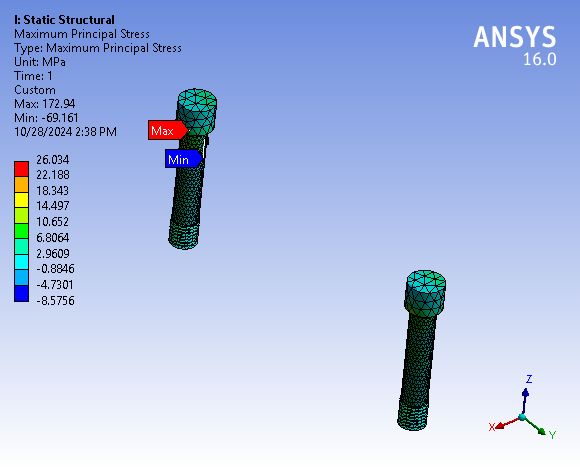 I: Static Structural
Maximum Principal Stress
Type: Maximum Principal Stress
Unit: MPa
Time: 1
Custom
Max: 172.94
Min: -69.161
10/28/2024 2:38 PM
ANSYS
16.0
Max
Min
26.034
22.188
18.343
14.497
10.652
6.8064
2.9609
-0.8846
-4.7301
-8.5756
Z
X
Y